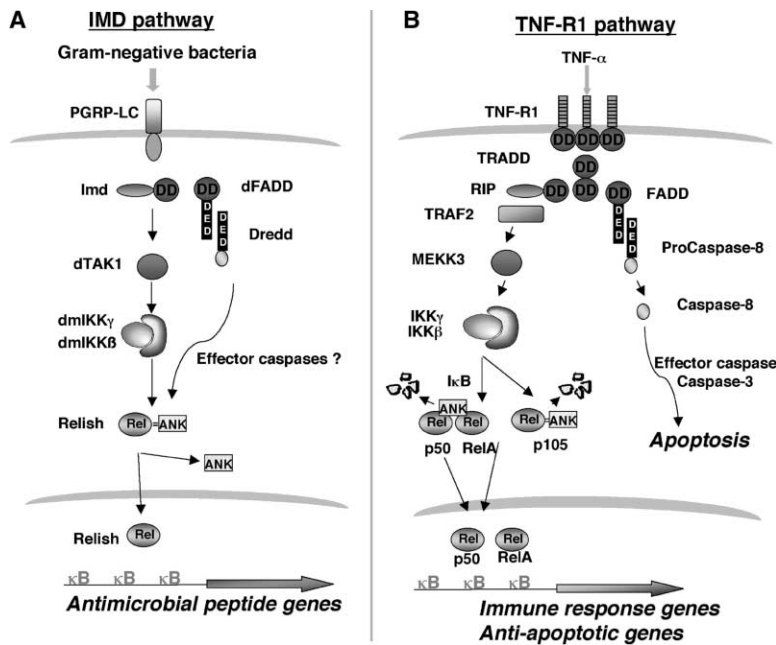 A
IMD pathway
Gram-negative bacteria
PGRP-LC
Imd
DD
DD
dFADD
DED
DED
Dredd
dTAK1
dmIKKγ
dmIKKß
Effector caspases ?
Relish
Rel
ANK
ANK
Relish
Rel
κB
κB
κB
Antimicrobial peptide genes
B
TNF-R1 pathway
TNF-α
TNF-R1
DD
DD
DD
TRADD
DD
RIP
DD
DD
DD
FADD
TRAF2
DED
DED
ProCaspase-8
MEKK3
Caspase-8
IKKγ
IKKβ
Effector caspase
Caspase-3
IκB
ANK
Rel
Rel
Rel
ANK
p50
RelA
p105
Apoptosis
Rel
Rel
p50
RelA
κB
κB
κB
Immune response genes
Anti-apoptotic genes